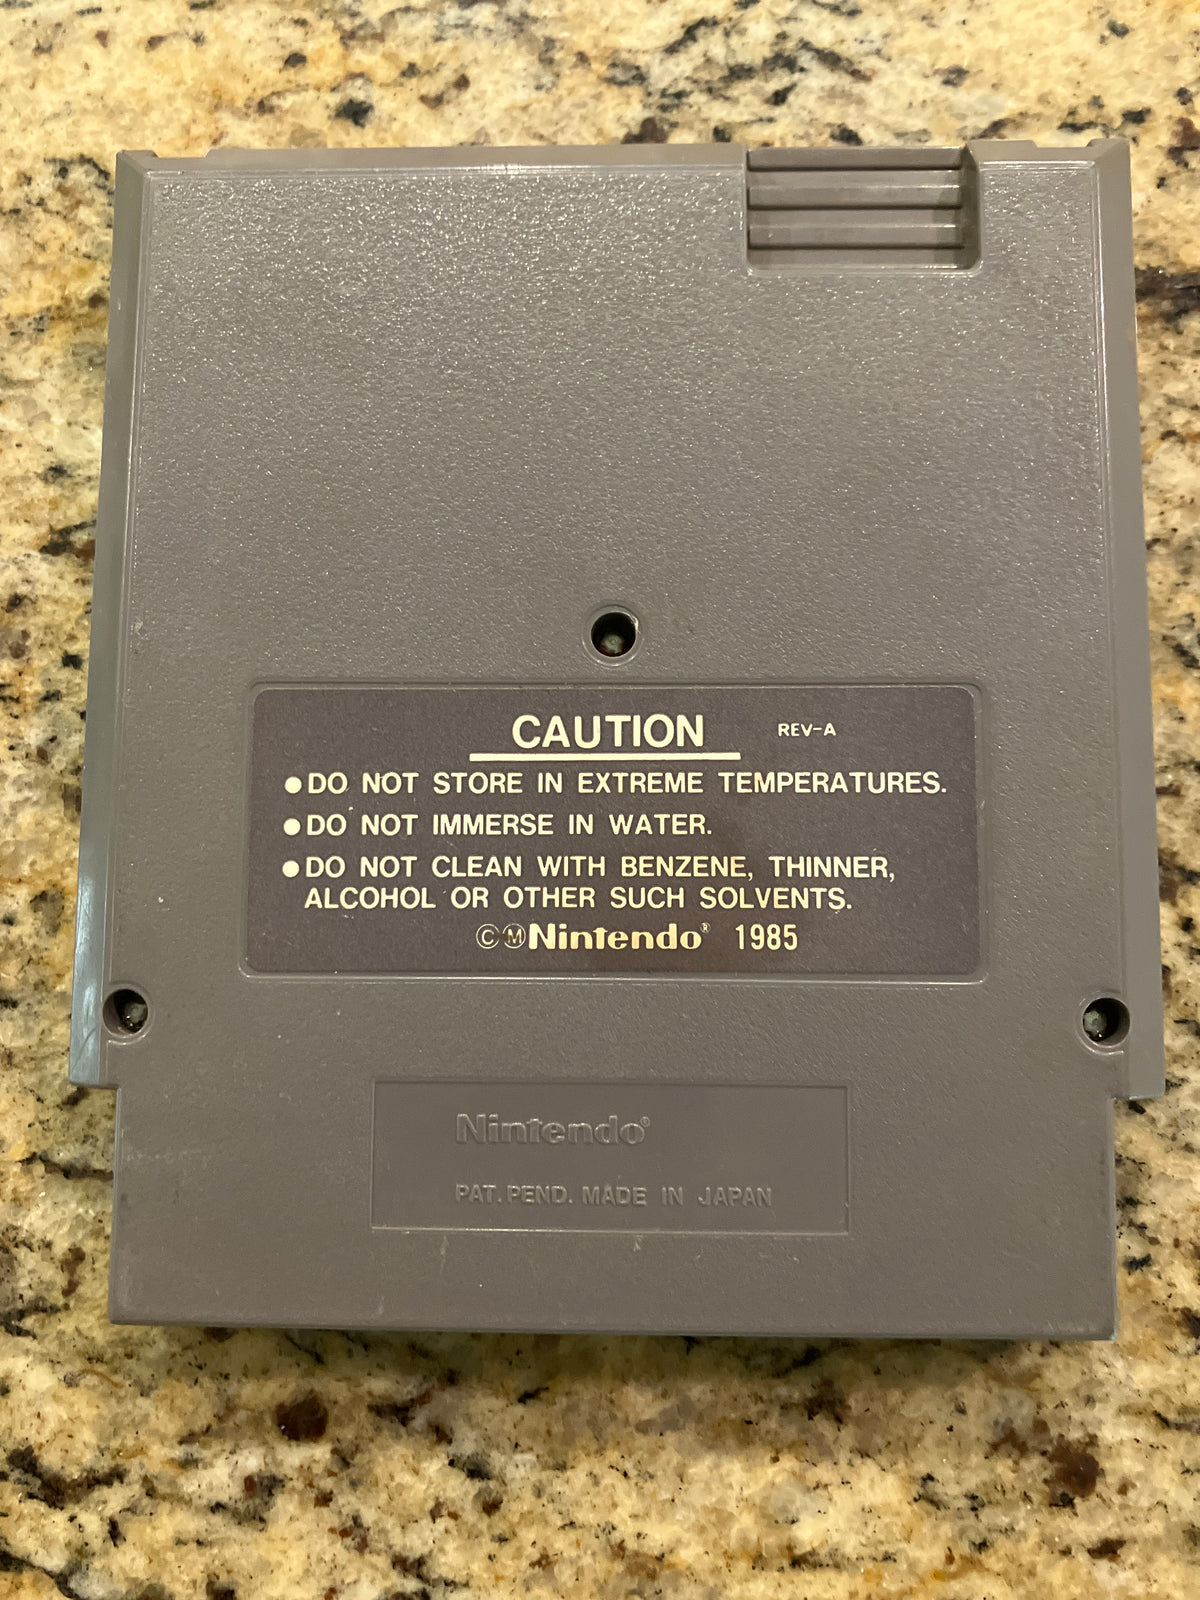 CAUTION REV-A
●DO NOT STORE IN EXTREME TEMPERATURES.
●DO NOT IMMERSE IN WATER.
●DO NOT CLEAN WITH BENZENE, THINNER,
ALCOHOL OR OTHER SUCH SOLVENTS.
ⒸⓂNintendo® 1985
Nintendo®
PAT. PEND. MADE IN JAPAN